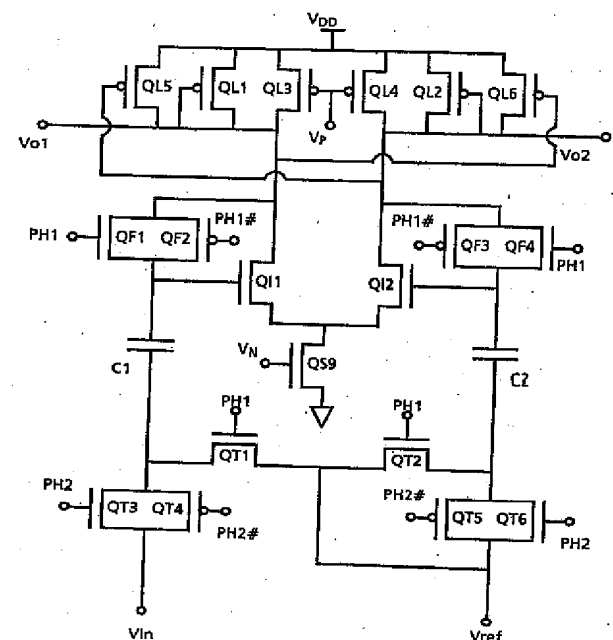 VDD
QL5 QL1 QL3 QL4 QL2 QL6
Vo1 VP Vo2
PH1 QF1 QF2 PH1# PH1# QF3 QF4 PH1
QI1 QI2
C1 VN QS9 C2
PH1 PH1
QT1 QT2
PH2 QT3 QT4 PH2# PH2# QT5 QT6 PH2
Vin Vref